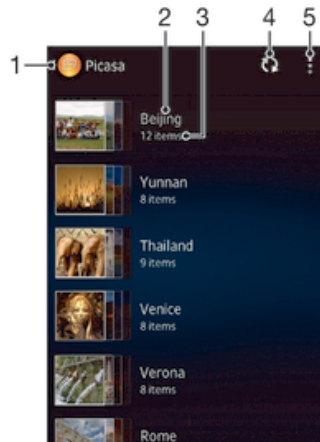 1
2
3
4
5
Picasa
Beijing
12 items
Yunnan
8 items
Thailand
9 items
Venice
8 items
Verona
8 items
Rome